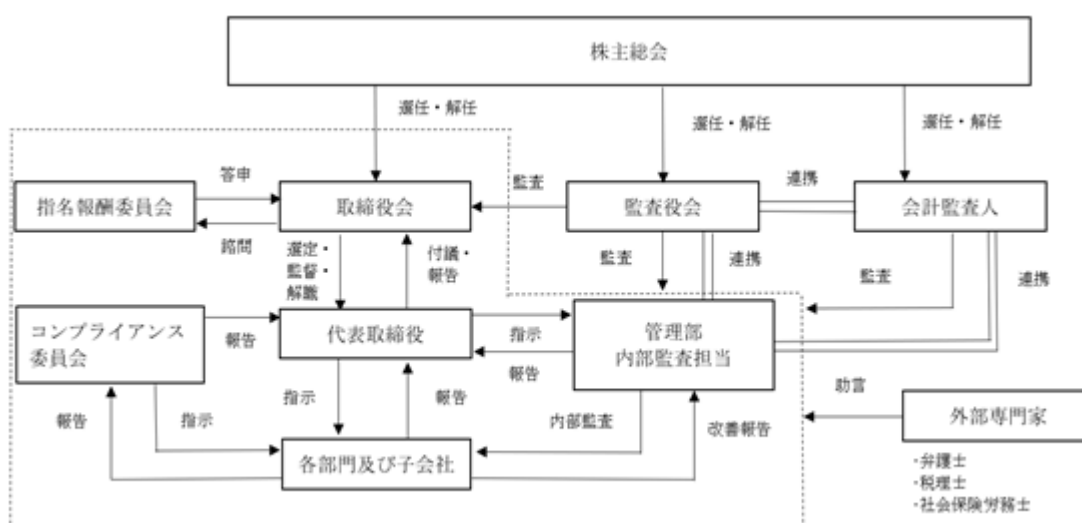 株主総会
選任・解任
選任・解任
選任・解任
答申
監査
連携
指名報酬委員会
取締役会
監査役会
会計監査人
諮問
選定・
監督・
解職
付議・
報告
監査
連携
監査
連携
コンプライアンス
委員会
報告
代表取締役
指示
報告
管理部
内部監査担当
報告
指示
指示
報告
内部監査
改善報告
助言
外部専門家
各部門及び子会社
・弁護士
・税理士
・社会保険労務士